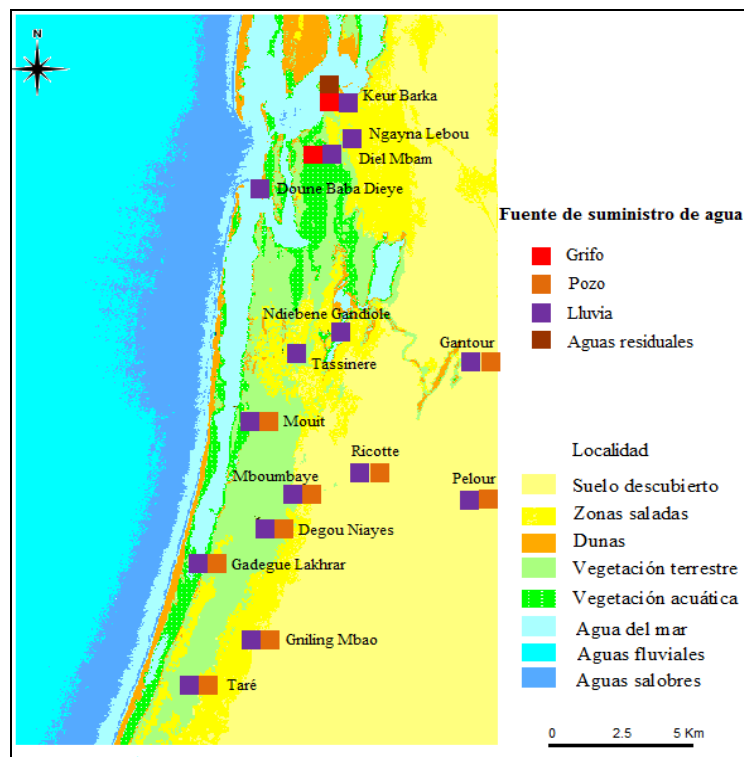 Keur Barka
Ngayna Lebou
Diel Mbam
Doune Baba Dieye
Ndiebene Gandiole
Gantour
Tassinere
Mouit
Ricotte
Mboumbaye
Pelour
Degou Niayes
Gadegue Lakhrar
Gniling Mbao
Taré
Fuente de suministro de agua
Grifo
Pozo
Lluvia
Aguas residuales
Localidad
Suelo descubierto
Zonas saladas
Dunas
Vegetación terrestre
Vegetación acuática
Agua del mar
Aguas fluviales
Aguas salobres
0 2.5 5 Km
N